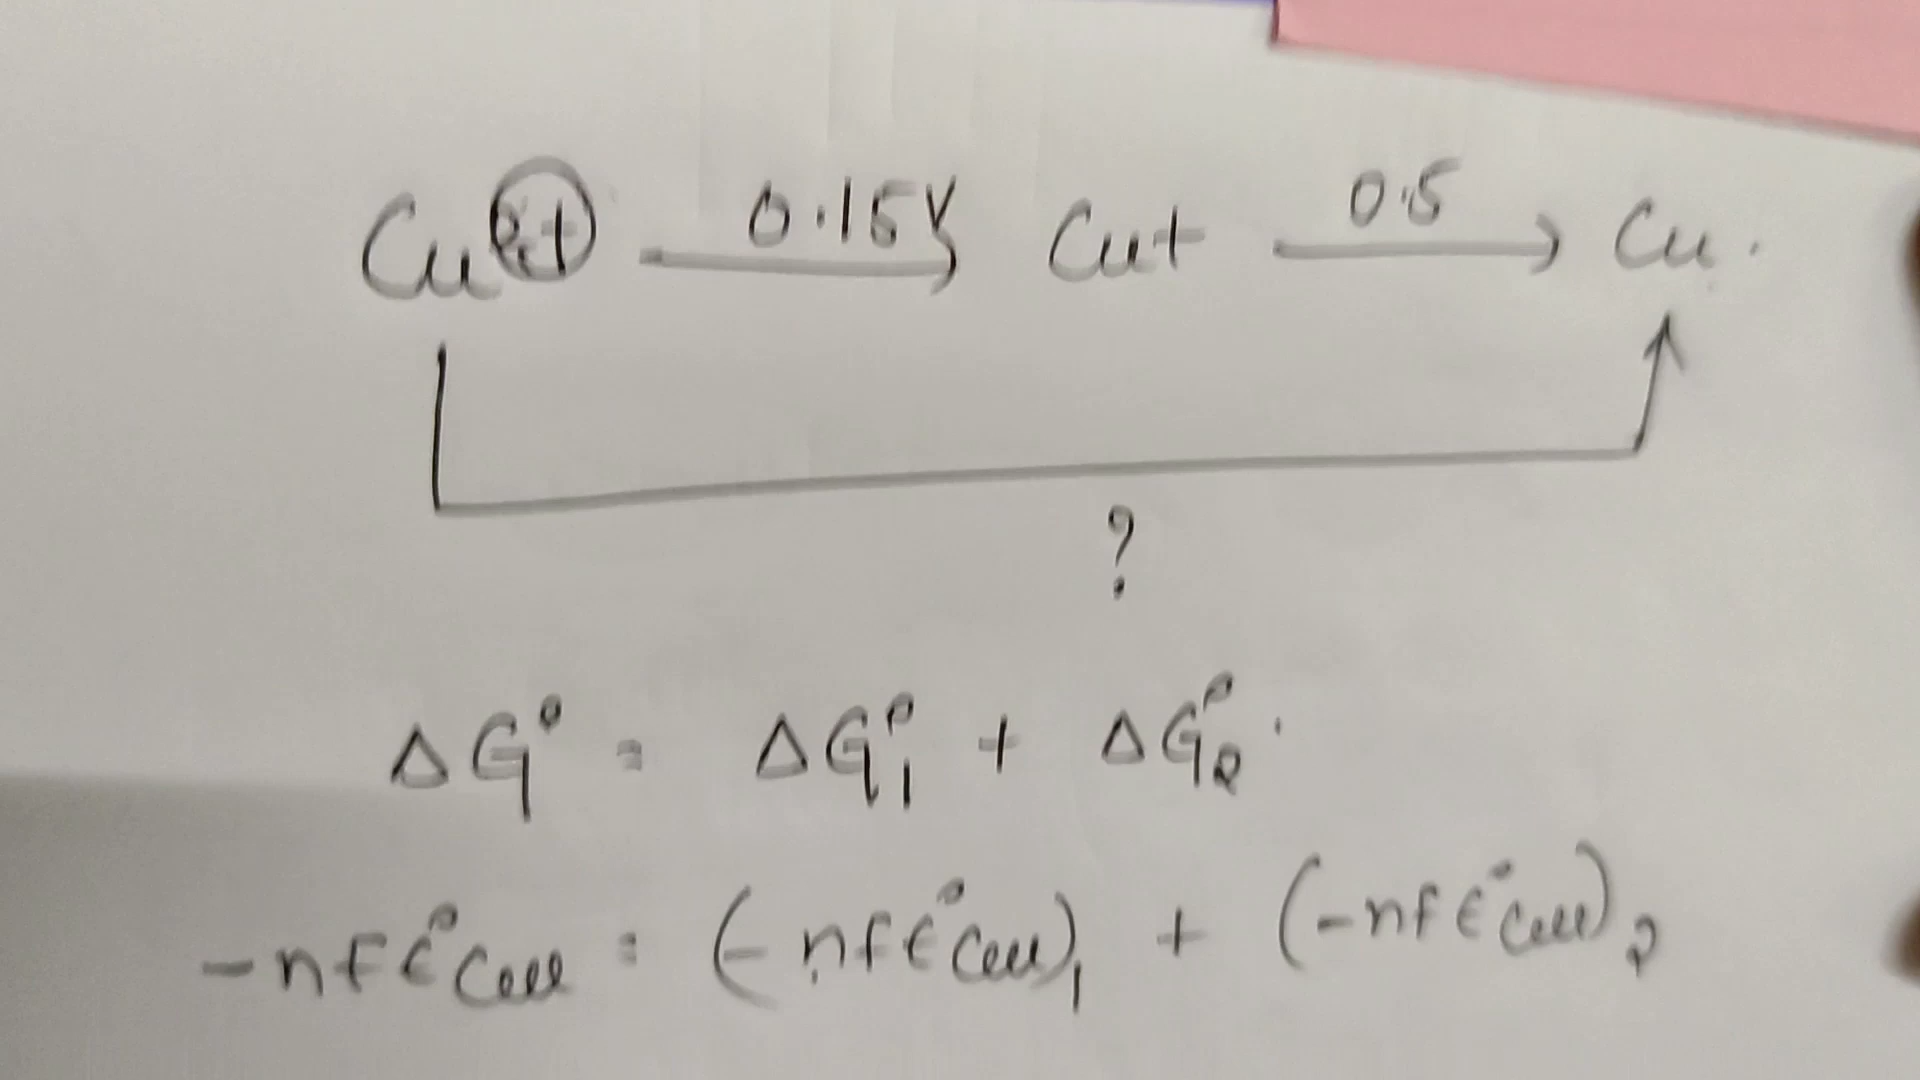 Cu²⁺ 0.15V Cu+ 0.5 Cu.
?
ΔG° = ΔG°₁ + ΔG°₂.
-nFE°Cell = (-nFE°Cell)₁ + (-nFE°Cell)₂